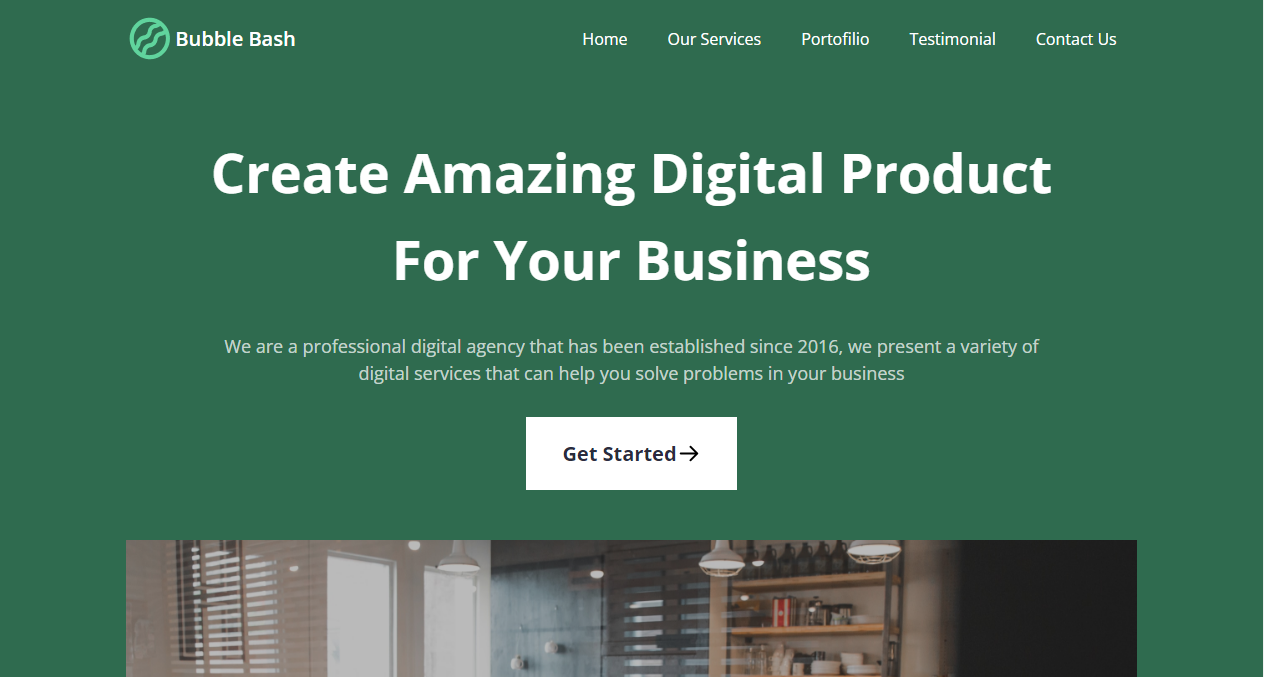 Bubble Bash
Home
Our Services
Portofilio
Testimonial
Contact Us
Create Amazing Digital Product
For Your Business
We are a professional digital agency that has been established since 2016, we present a variety of
digital services that can help you solve problems in your business
Get Started